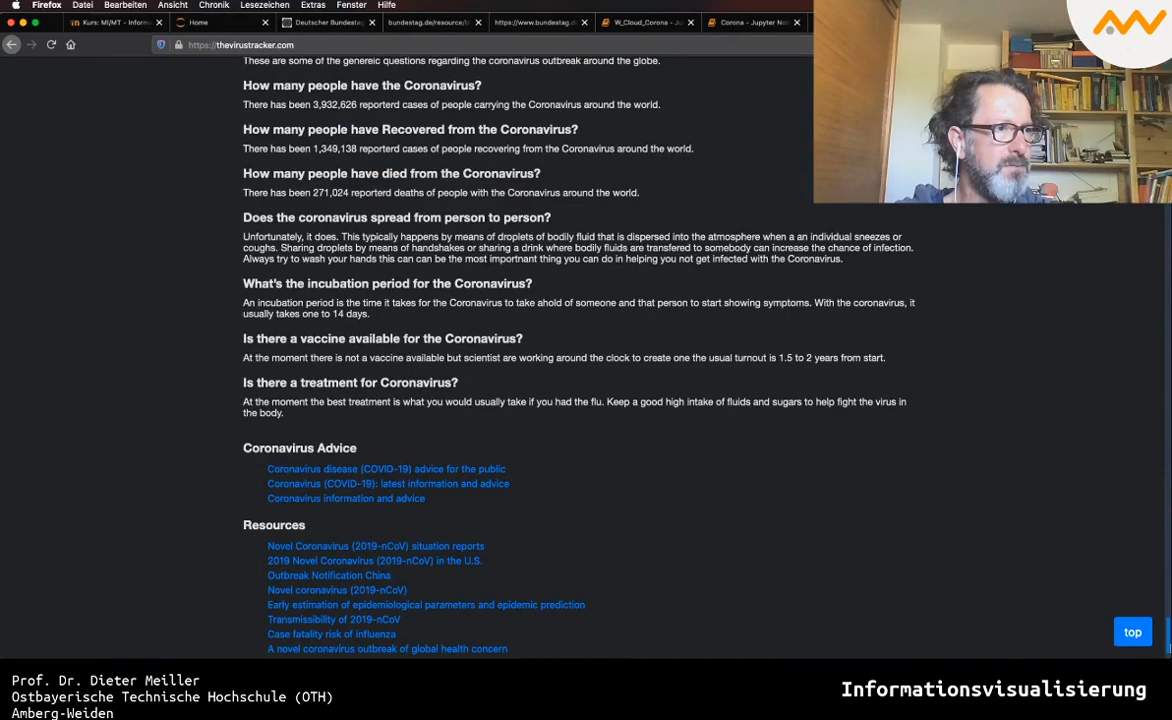 Firefox Datei Bearbeiten Ansicht Chronik Lesezeichen Extras Fenster Hilfe
Kurs: MI/MT - Inform Home Deutscher Bundestag bundestag.de/resource/b https://www.bundestag.d W_Cloud_Corona - Ju Corona - Jupyter No
https://thevirustracker.com
These are some of the genereic questions regarding the coronavirus outbreak around the globe.
How many people have the Coronavirus?
There has been 3,932,626 reported cases of people carrying the Coronavirus around the world.
How many people have Recovered from the Coronavirus?
There has been 1,349,138 reported cases of people recovering from the Coronavirus around the world.
How many people have died from the Coronavirus?
There has been 271,024 reporterd deaths of people with the Coronavirus around the world.
Does the coronavirus spread from person to person?
Unfortunately, it does. This typically happens by means of droplets of bodily fluid that is dispersed into the atmosphere when a an individual sneezes or
coughs. Sharing droplets by means of handshakes or sharing a drink where bodily fluids are transfered to somebody can increase the chance of infection.
Always try to wash your hands this can can be the most importnant thing you can do in helping you not get infected with the Coronavirus.
What's the incubation period for the Coronavirus?
An incubation period is the time it takes for the Coronavirus to take ahold of someone and that person to start showing symptoms. With the coronavirus, it
usually takes one to 14 days.
Is there a vaccine available for the Coronavirus?
At the moment there is not a vaccine available but scientist are working around the clock to create one the usual turnout is 1.5 to 2 years from start.
Is there a treatment for Coronavirus?
At the moment the best treatment is what you would usually take if you had the flu. Keep a good high intake of fluids and sugars to help fight the virus in
the body.
Coronavirus Advice
Coronavirus disease (COVID-19) advice for the public
Coronavirus (COVID-19): latest information and advice
Coronavirus information and advice
Resources
Novel Coronavirus (2019-nCoV) situation reports
2019 Novel Coronavirus (2019-nCoV) in the U.S.
Outbreak Notification China
Novel coronavirus (2019-nCoV)
Early estimation of epidemiological parameters and epidemic prediction
Transmissibility of 2019-nCoV
Case fatality risk of influenza
A novel coronavirus outbreak of global health concern
top
Prof. Dr. Dieter Meiller
Ostbayerische Technische Hochschule (OTH)
Amberg-Weiden
Informationsvisualisierung